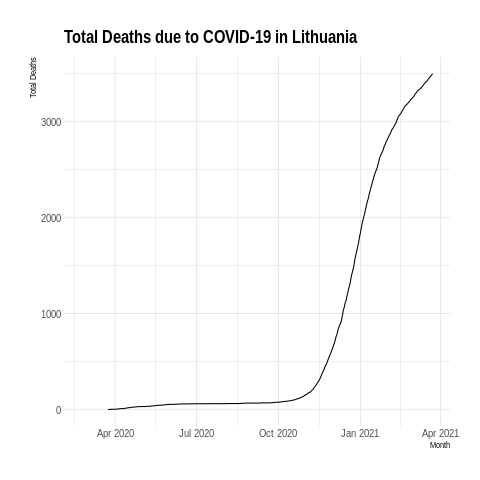 Total Deaths due to COVID-19 in Lithuania
Total Deaths
3000
2000
1000
0
Apr 2020 Jul 2020 Oct 2020 Jan 2021 Apr 2021
Month